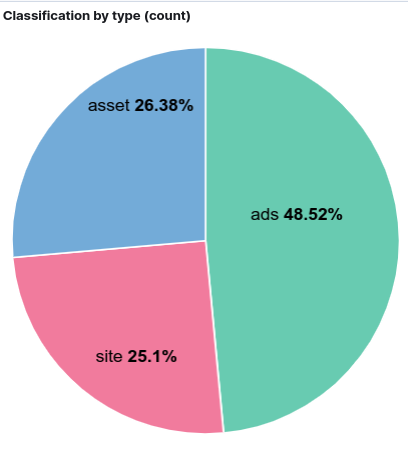 Classification by type (count)
asset 26.38%
ads 48.52%
site 25.1%